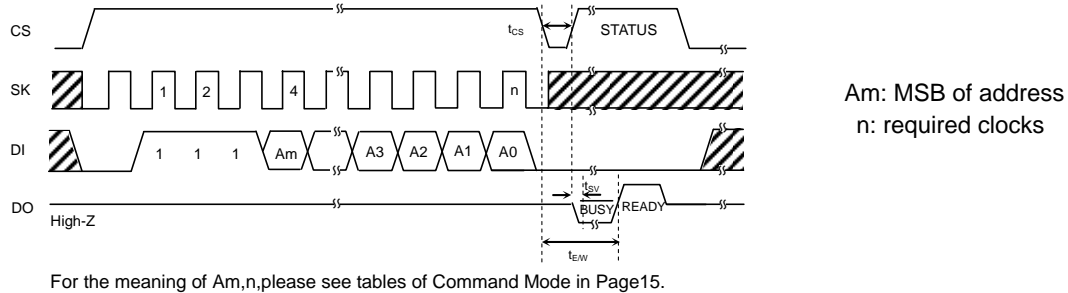 CS
tCS
STATUS
SK
1
2
4
n
Am: MSB of address
n: required clocks
DI
1 1 1 Am A3 A2 A1 A0
tSV
DO
BUSY
READY
High-Z
tE/W
For the meaning of Am,n,please see tables of Command Mode in Page15.